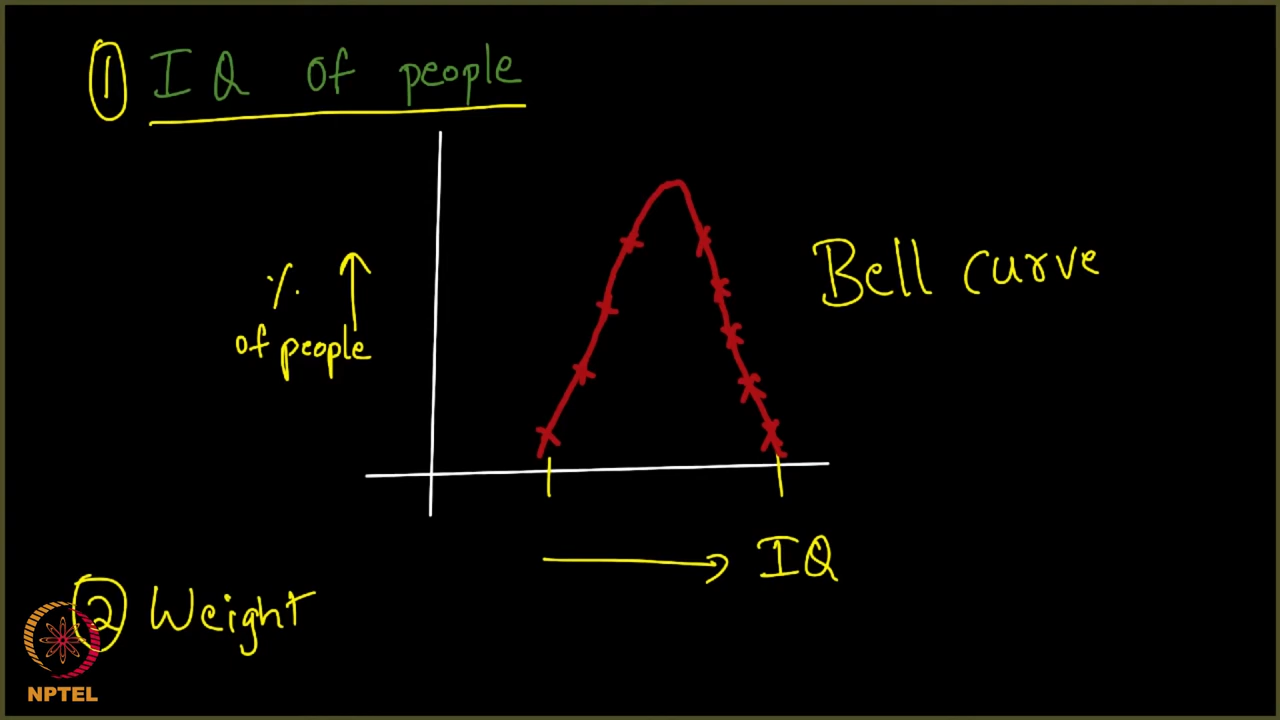 ① IQ of people
%
of people
Bell curve
IQ
② Weight
NPTEL